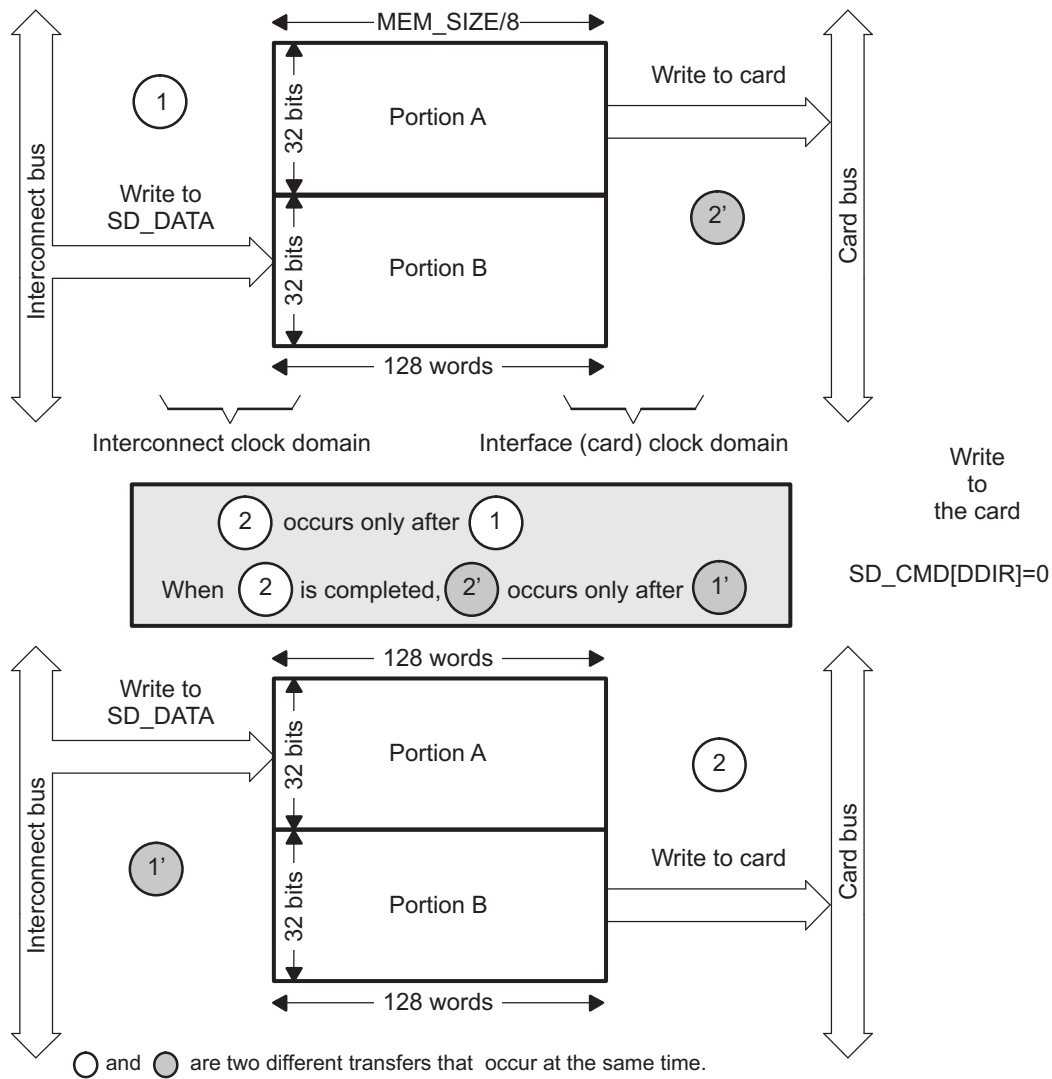 MEM_SIZE/8
Interconnect bus
1
32 bits
Portion A
Write to card
Card bus
Write to
SD_DATA
2'
32 bits
Portion B
128 words
Interconnect clock domain
Interface (card) clock domain
Write
to
the card
SD_CMD[DDIR]=0
2 occurs only after 1
When 2 is completed, 2' occurs only after 1'
128 words
Write to
SD_DATA
32 bits
Portion A
2
Interconnect bus
1'
32 bits
Portion B
Write to card
Card bus
128 words
and are two different transfers that occur at the same time.